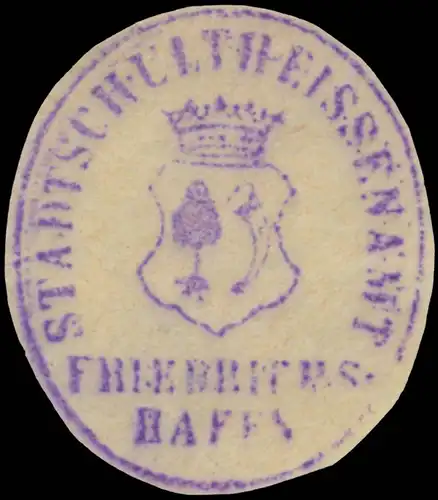 STADTSCHULTHEISSENAMT
FRIEDRICHS-
HAFEN